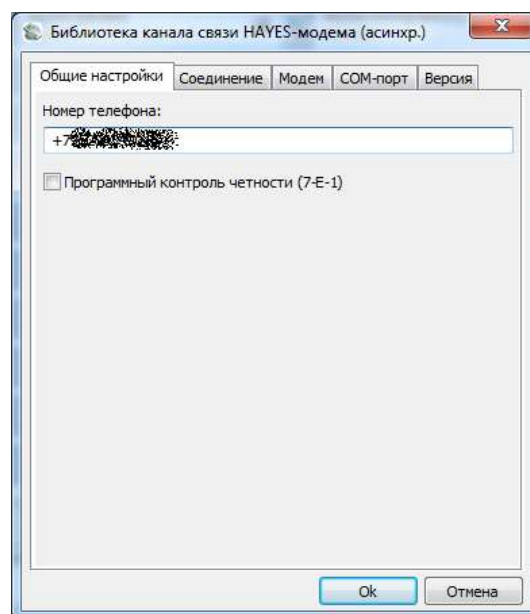 Библиотека канала связи HAYES-модема (асинхр.)
Общие настройки Соединение Модем COM-порт Версия
Номер телефона:
+7
Программный контроль четности (7-E-1)
Ok Отмена